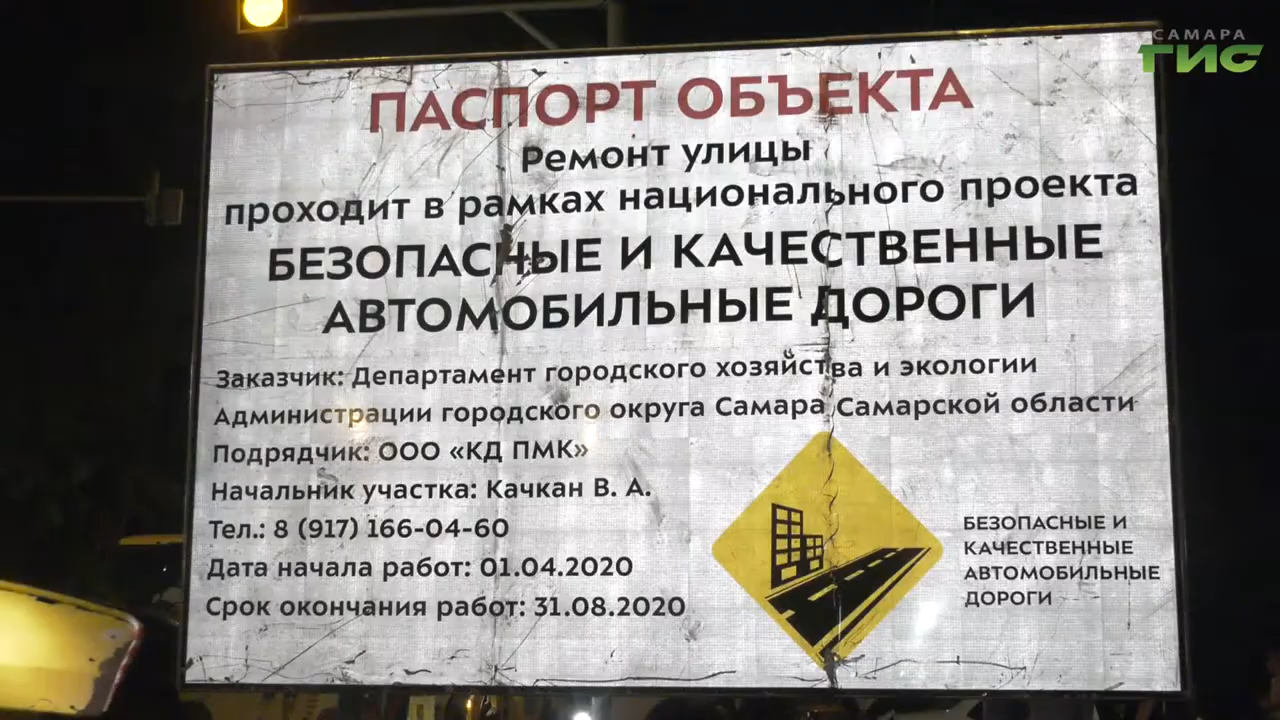 САМАРА
ГИС
ПАСПОРТ ОБЪЕКТА
Ремонт улицы
проходит в рамках национального проекта
БЕЗОПАСНЫЕ И КАЧЕСТВЕННЫЕ
АВТОМОБИЛЬНЫЕ ДОРОГИ
Заказчик: Департамент городского хозяйства и экологии
Администрации городского округа Самара Самарской области
Подрядчик: ООО «КД ПМК»
Начальник участка: Качкан В. А.
Тел.: 8 (917) 166-04-60
Дата начала работ: 01.04.2020
Срок окончания работ: 31.08.2020
БЕЗОПАСНЫЕ И
КАЧЕСТВЕННЫЕ
АВТОМОБИЛЬНЫЕ
ДОРОГИ